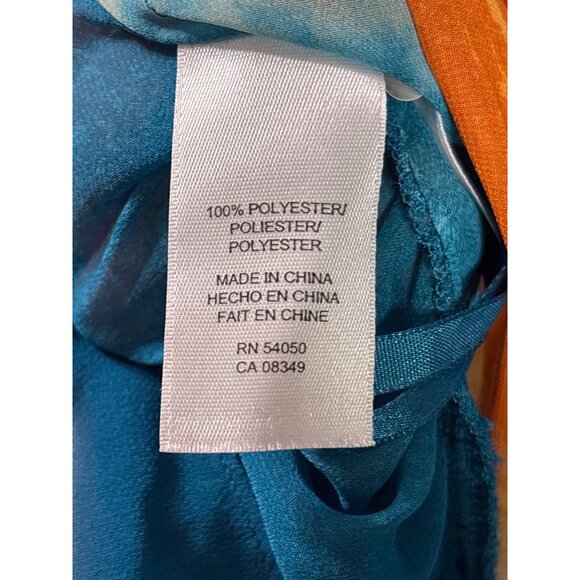 100% POLYESTER/
POLIESTER/
POLYESTER
MADE IN CHINA
HECHO EN CHINA
FAIT EN CHINE
RN 54050
CA 08349